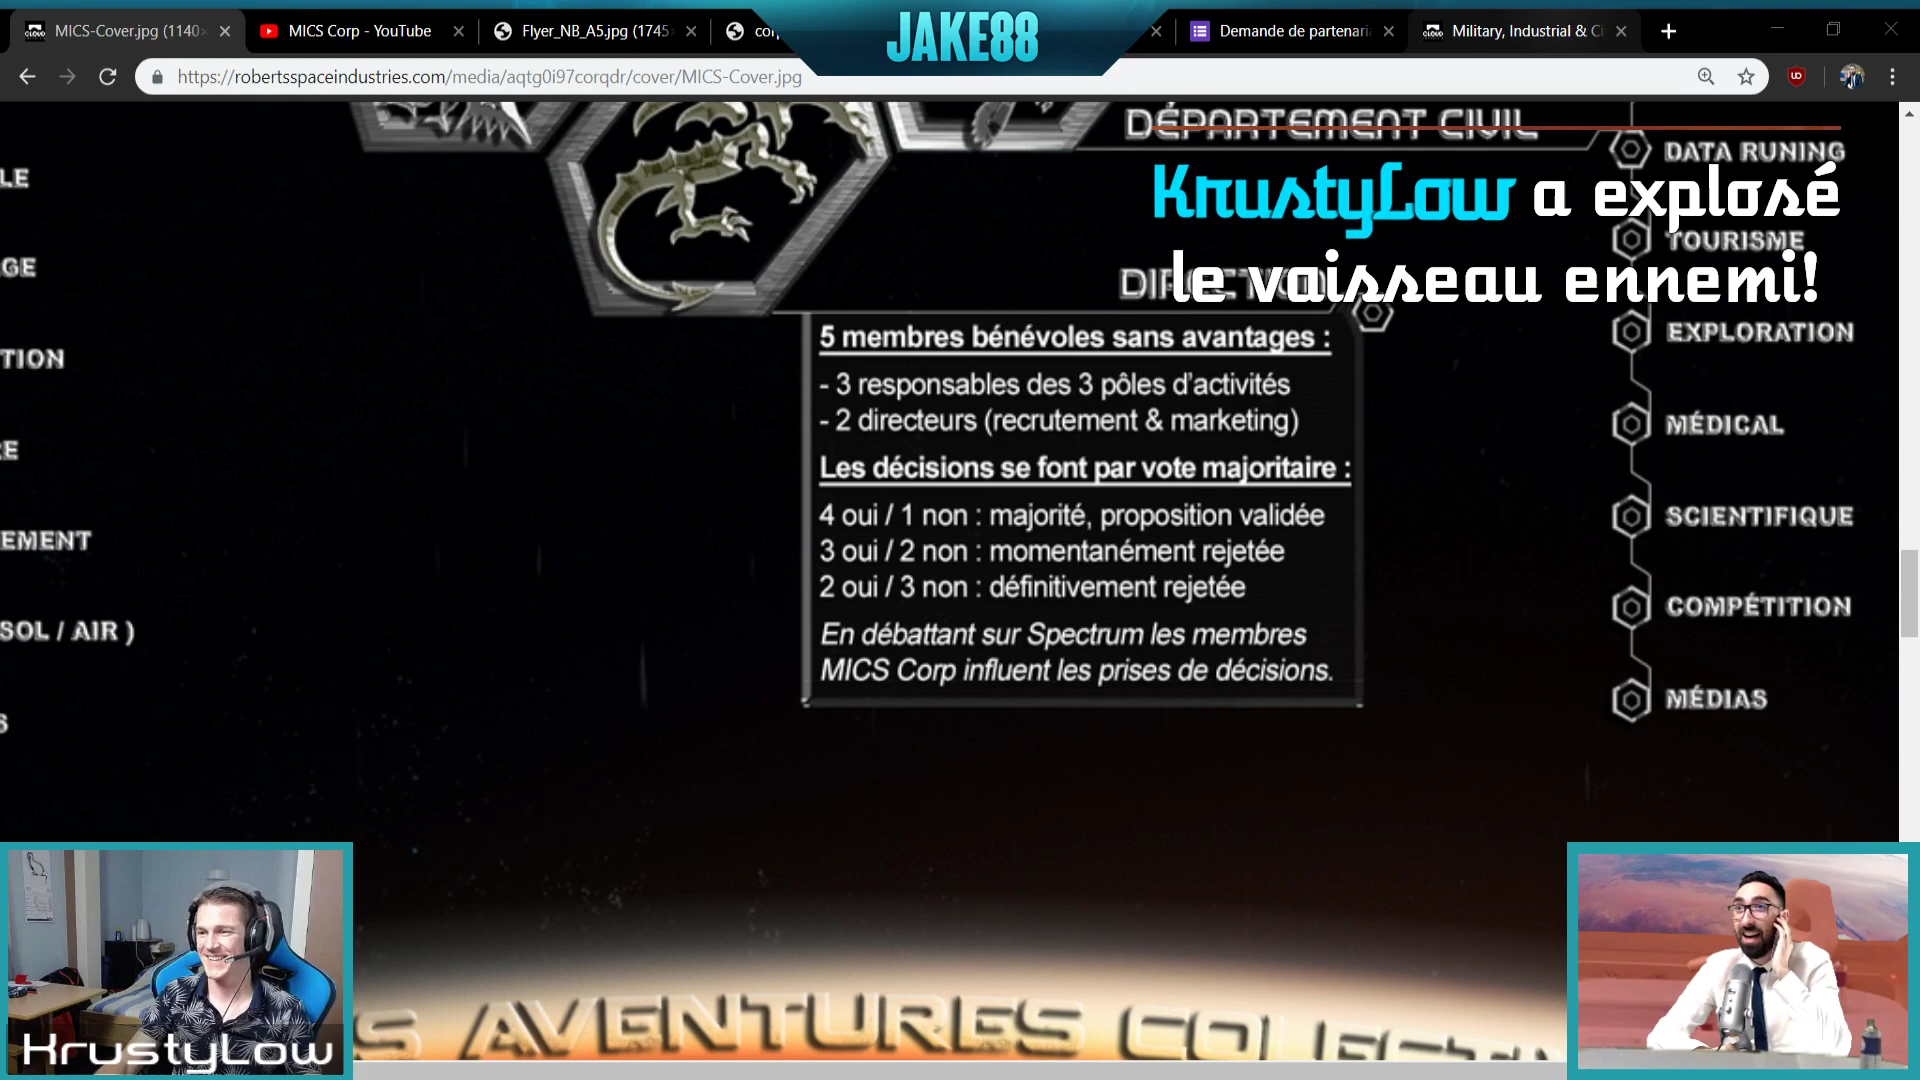 MICS-Cover.jpg (1140×
MICS Corp - YouTube
Flyer_NB_A5.jpg (1745×
JAKE88
Demande de partenari
Military, Industrial & Ci
https://robertsspaceindustries.com/media/aqtg0i97corqdr/cover/MICS-Cover.jpg
DÉPARTEMENT CIVIL
DATA RUNING
LE
KrustyLow a explosé
TOURISME
GE
le vaisseau ennemi!
EXPLORATION
5 membres bénévoles sans avantages :
TION
- 3 responsables des 3 pôles d'activités
- 2 directeurs (recrutement & marketing)
MÉDICAL
RE
Les décisions se font par vote majoritaire :
4 oui / 1 non : majorité, proposition validée
SCIENTIFIQUE
EMENT
3 oui / 2 non : momentanément rejetée
2 oui / 3 non : définitivement rejetée
COMPÉTITION
SOL / AIR )
En débattant sur Spectrum les membres
MICS Corp influent les prises de décisions.
MÉDIAS
S
S AVENTURES COLECTI
KrustyLow